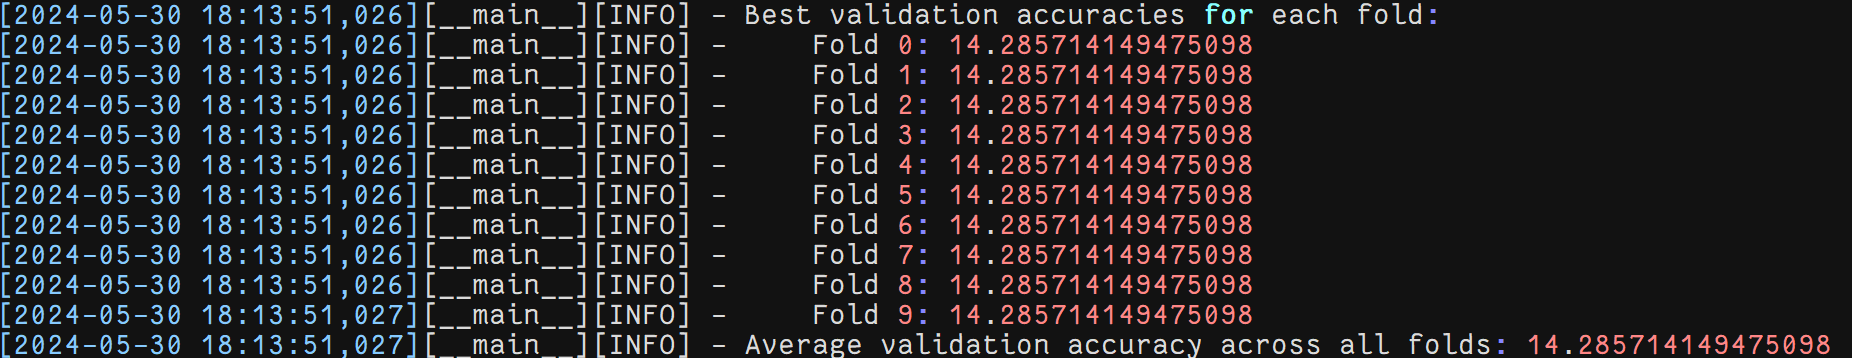 [2024-05-30 18:13:51,026][__main__][INFO] - Best validation accuracies for each fold:
[2024-05-30 18:13:51,026][__main__][INFO] -     Fold 0: 14.285714149475098
[2024-05-30 18:13:51,026][__main__][INFO] -     Fold 1: 14.285714149475098
[2024-05-30 18:13:51,026][__main__][INFO] -     Fold 2: 14.285714149475098
[2024-05-30 18:13:51,026][__main__][INFO] -     Fold 3: 14.285714149475098
[2024-05-30 18:13:51,026][__main__][INFO] -     Fold 4: 14.285714149475098
[2024-05-30 18:13:51,026][__main__][INFO] -     Fold 5: 14.285714149475098
[2024-05-30 18:13:51,026][__main__][INFO] -     Fold 6: 14.285714149475098
[2024-05-30 18:13:51,026][__main__][INFO] -     Fold 7: 14.285714149475098
[2024-05-30 18:13:51,026][__main__][INFO] -     Fold 8: 14.285714149475098
[2024-05-30 18:13:51,027][__main__][INFO] -     Fold 9: 14.285714149475098
[2024-05-30 18:13:51,027][__main__][INFO] - Average validation accuracy across all folds: 14.285714149475098